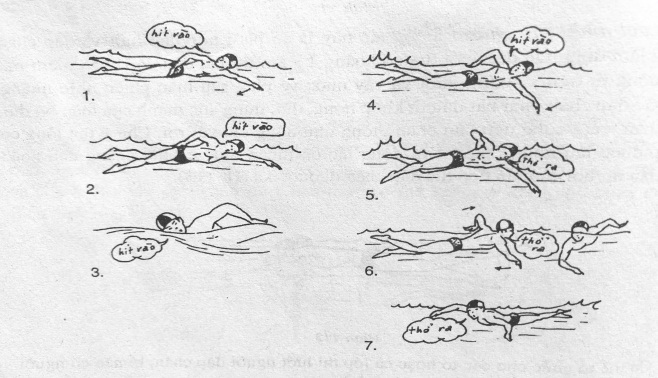 1.
hít vào
2.
hít vào
3.
hít vào
4.
hít vào
5.
thở ra
6.
thở
ra
7.
thở ra